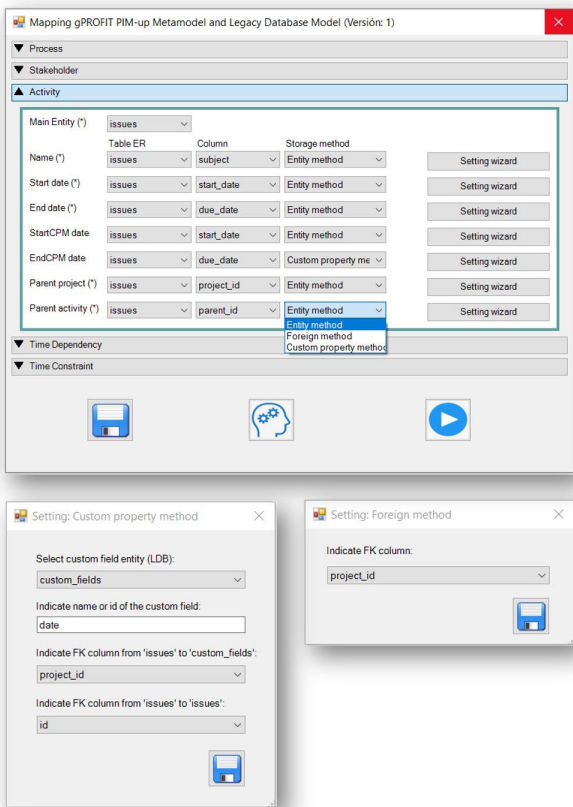 Mapping gPROFIT PIM-up Metamodel and Legacy Database Model (Versión: 1)
Process
Stakeholder
Activity
Main Entity (*) issues
Table ER Column Storage method
Name (*) issues subject Entity method Setting wizard
Start date (*) issues start_date Entity method Setting wizard
End date (*) issues due_date Entity method Setting wizard
StartCPM date issues start_date Entity method Setting wizard
EndCPM date issues due_date Custom property me Setting wizard
Parent project (*) issues project_id Entity method Setting wizard
Parent activity (*) issues parent_id Entity method Setting wizard
Entity method
Foreign method
Custom property method
Time Dependency
Time Constraint
Setting: Custom property method
Select custom field entity (LDB):
custom_fields
Indicate name or id of the custom field:
date
Indicate FK column from 'issues' to 'custom_fields':
project_id
Indicate FK column from 'issues' to 'issues':
id
Setting: Foreign method
Indicate FK column:
project_id